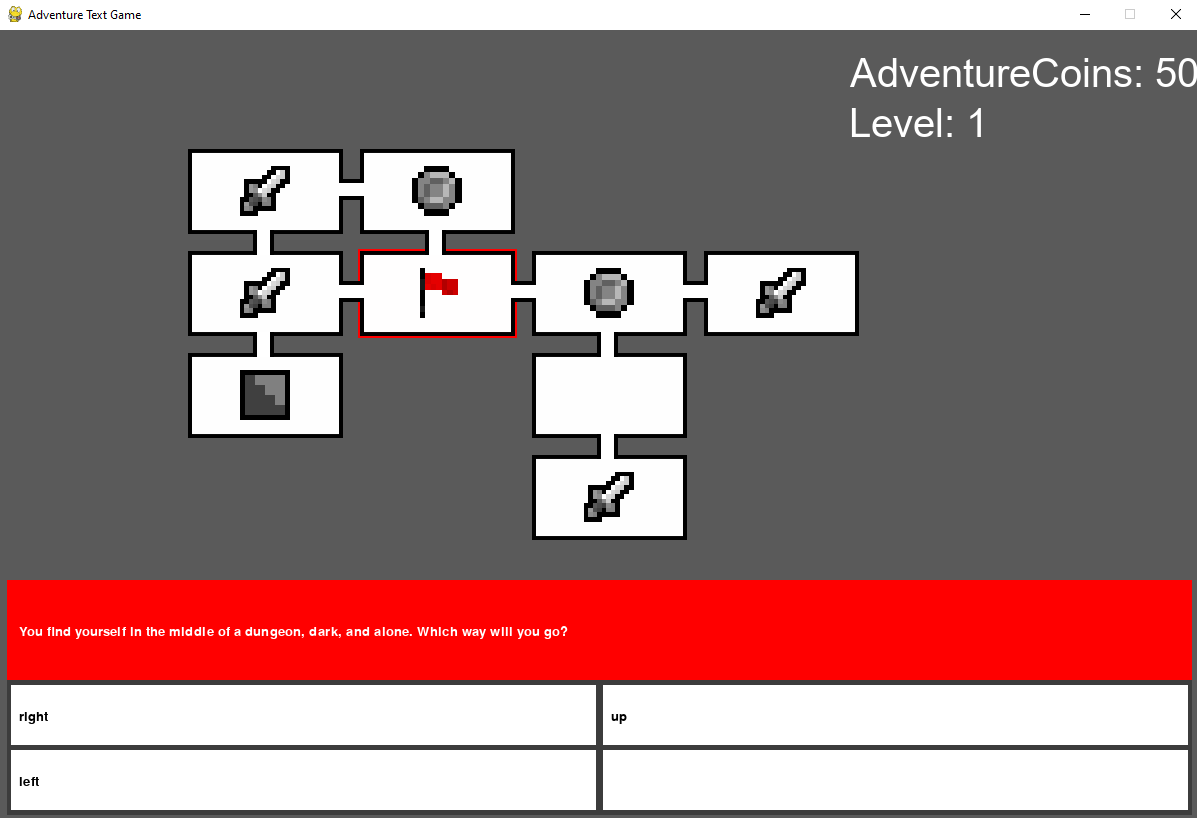 Adventure Text Game
AdventureCoins: 50
Level: 1
You find yourself in the middle of a dungeon, dark, and alone. Which way will you go?
right
up
left